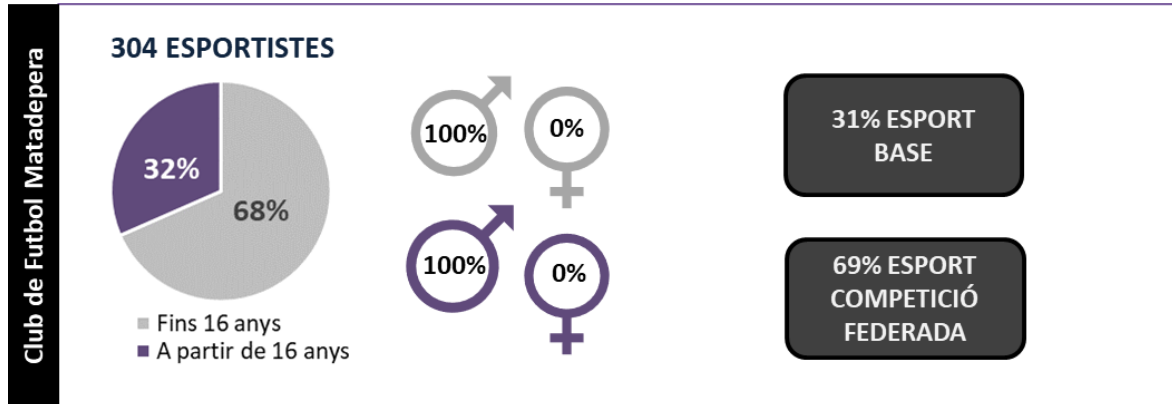 Club de Futbol Matadepera
304 ESPORTISTES
32%
68%
Fins 16 anys
A partir de 16 anys
100%
0%
100%
0%
31% ESPORT
BASE
69% ESPORT
COMPETICIÓ
FEDERADA